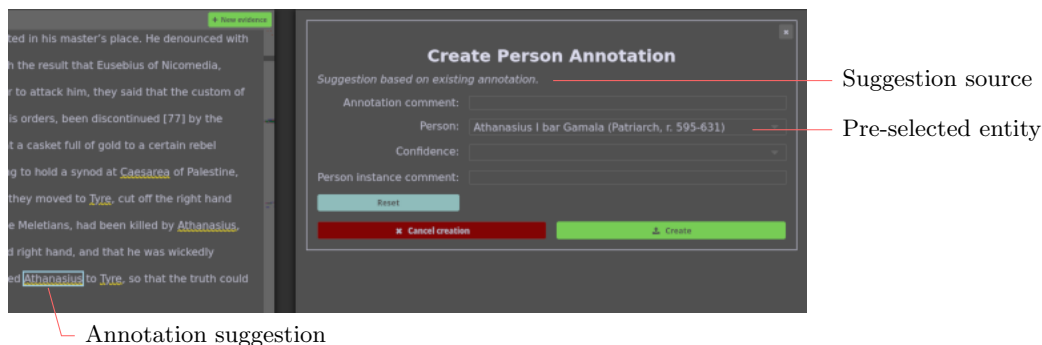 + New evidence
ted in his master's place. He denounced with
h the result that Eusebius of Nicomedia,
r to attack him, they said that the custom of
is orders, been discontinued [77] by the
t a casket full of gold to a certain rebel
g to hold a synod at Caesarea of Palestine,
they moved to Tyre, cut off the right hand
e Meletians, had been killed by Athanasius,
d right hand, and that he was wickedly
ed Athanasius to Tyre, so that the truth could
Create Person Annotation
Suggestion based on existing annotation.
Annotation comment:
Person: Athanasius I bar Gamala (Patriarch, r. 595-631)
Confidence:
Person instance comment:
Reset
× Cancel creation
Create
Suggestion source
Pre-selected entity
Annotation suggestion